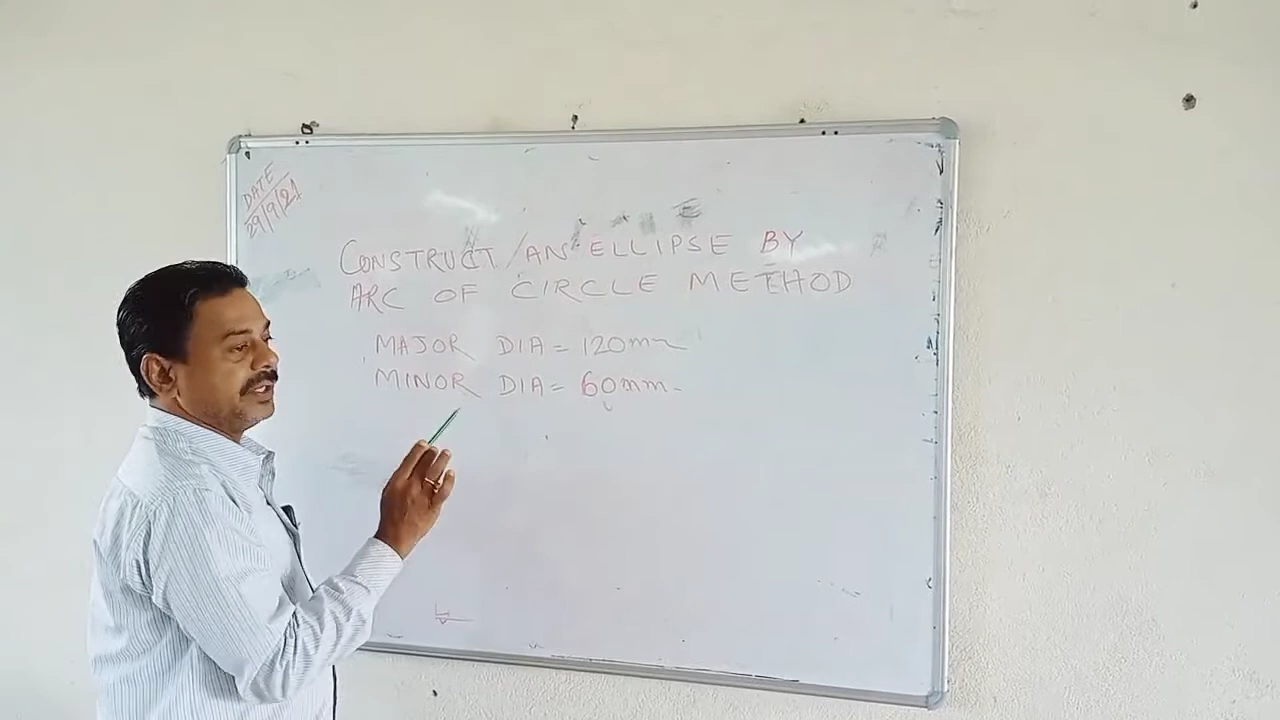 DATE
29/9/21
CONSTRUCT AN ELLIPSE BY
ARC OF CIRCLE METHOD
MAJOR DIA = 120mm
MINOR DIA = 60mm